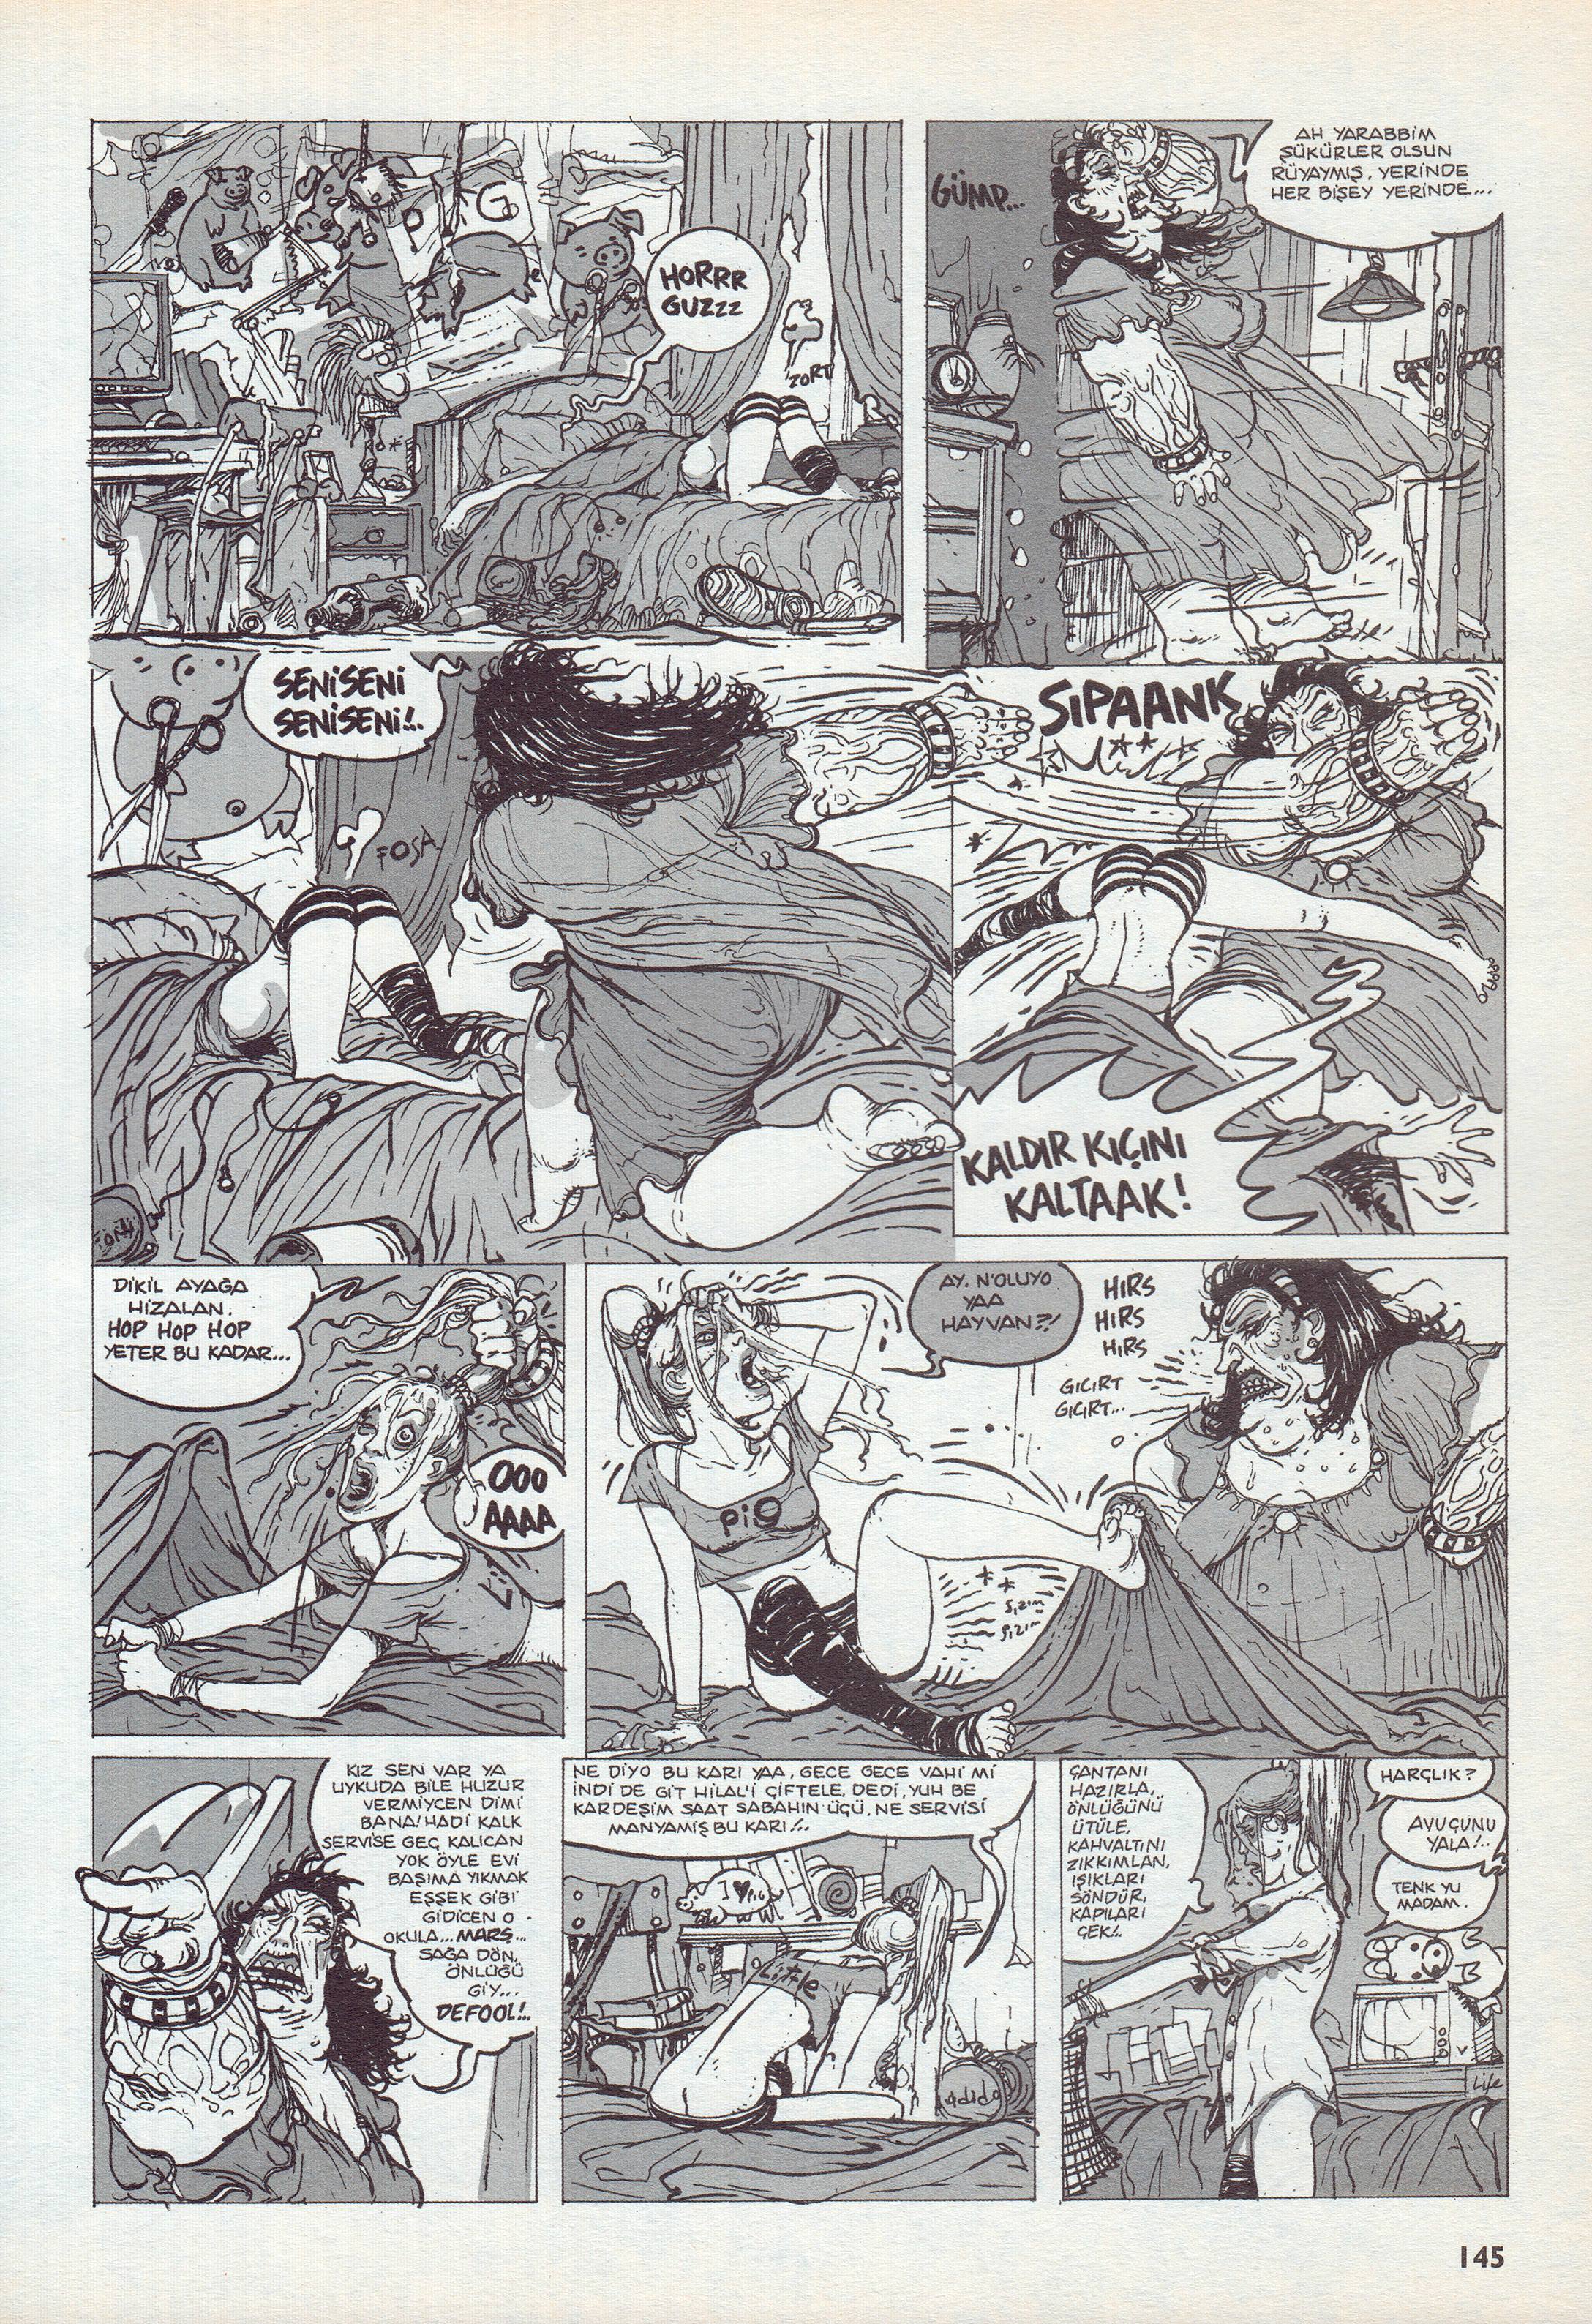 PiG
HORRR
GUZZZ
ZORT
GÜMP...
AH YARABBİM
ŞÜKÜRLER OLSUN
RÜYAYMIŞ, YERİNDE
HER BİŞEY YERİNDE...
SENİSENİ
SENİSENİ!..
FOSA
SIPAANK
KALDIR KIÇINI
KALTAAK!
DİKİL AYAĞA
HİZALAN.
HOP HOP HOP
YETER BU KADAR...
OOO
AAAA
AY. N'OLUYO
YAA
HAYVAN?!
HIRS
HIRS
HIRS
GICIRT
GICIRT...
piG
SIZIM
SIZIM
KIZ SEN VAR YA
UYKUDA BİLE HUZUR
VERMİYCEN DİMİ
BANA! HADİ KALK
SERVİSE GEÇ KALICAN
YOK ÖYLE EVİ
BAŞIMA YIKMAK
EŞŞEK GİBİ
GİDİCEN O
OKULA...MARŞ...
SAĞA DÖN,
ÖNLÜĞÜ
GİY...
DEFOOL!..
NE DİYO BU KARI YAA, GECE GECE VAHİ Mİ
İNDİ DE GİT HİLAL'İ ÇİFTELE, DEDİ, YUH BE
KARDEŞİM SAAT SABAHIN ÜÇÜ, NE SERVİSİ
MANYAMIŞ BU KARI!..
I ♥ PiG
Little
adida
ÇANTANI
HAZIRLA,
ÖNLÜĞÜNÜ
ÜTÜLE,
KAHVALTINI
ZIKKIMLAN,
IŞIKLARI
SÖNDÜR,
KAPILARI
ÇEK!..
HARÇLIK?
AVUCUNU
YALA!..
TENK YU
MADAM.
Life
145